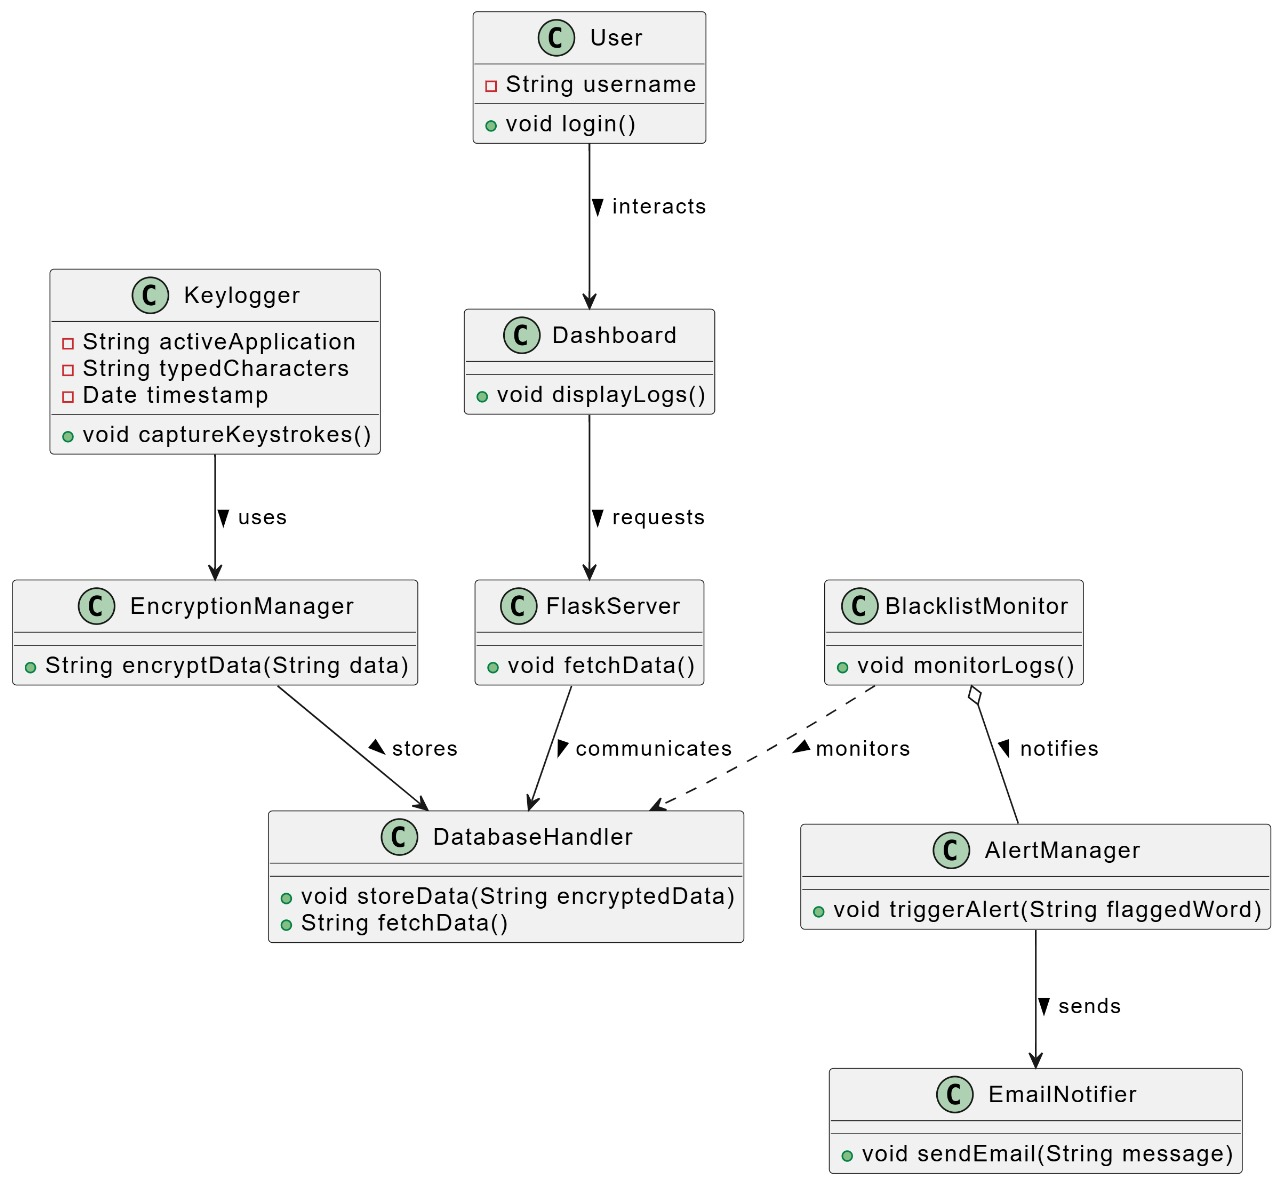 C User
String username
void login()
interacts
C Keylogger
String activeApplication
String typedCharacters
Date timestamp
void captureKeystrokes()
C Dashboard
void displayLogs()
uses
requests
C EncryptionManager
String encryptData(String data)
C FlaskServer
void fetchData()
C BlacklistMonitor
void monitorLogs()
stores
communicates
monitors
notifies
C DatabaseHandler
void storeData(String encryptedData)
String fetchData()
C AlertManager
void triggerAlert(String flaggedWord)
sends
C EmailNotifier
void sendEmail(String message)